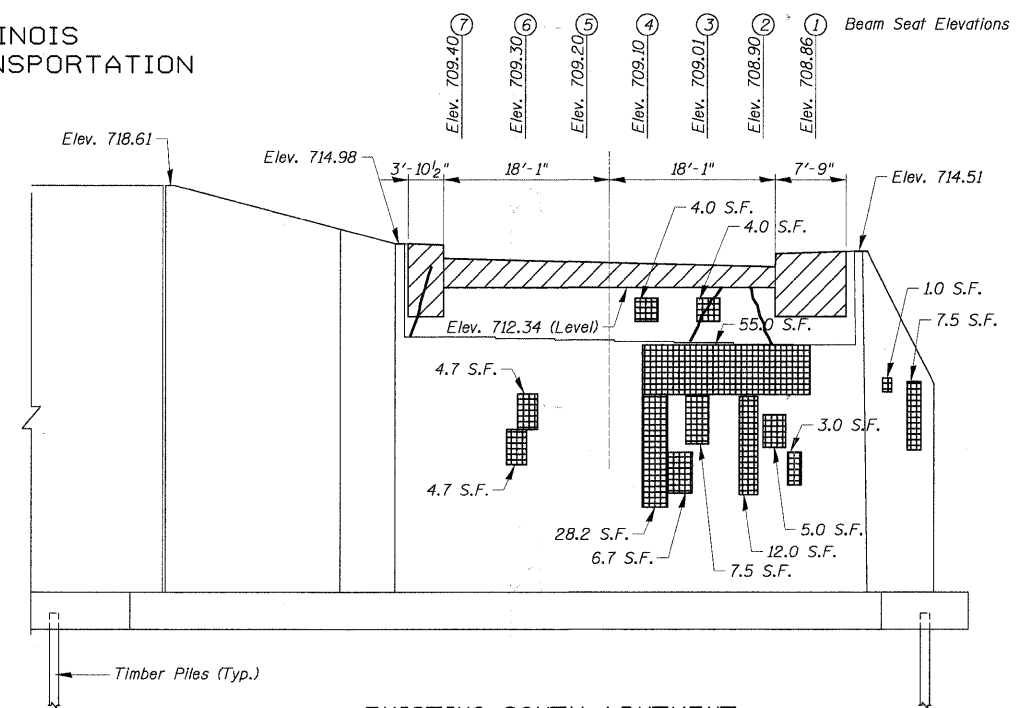 INOIS
NSPORTATION
7 6 5 4 3 2 1 Beam Seat Elevations
Elev. 709.40 Elev. 709.30 Elev. 709.20 Elev. 709.10 Elev. 709.01 Elev. 708.90 Elev. 708.86
Elev. 718.61
Elev. 714.98
3'-10½" 18'-1" 18'-1" 7'-9"
Elev. 714.51
4.0 S.F.
4.0 S.F.
1.0 S.F.
7.5 S.F.
Elev. 712.34 (Level)
55.0 S.F.
4.7 S.F.
3.0 S.F.
4.7 S.F.
28.2 S.F.
5.0 S.F.
6.7 S.F.
12.0 S.F.
7.5 S.F.
Timber Piles (Typ.)
EXISTING SOUTH ABUTMENT